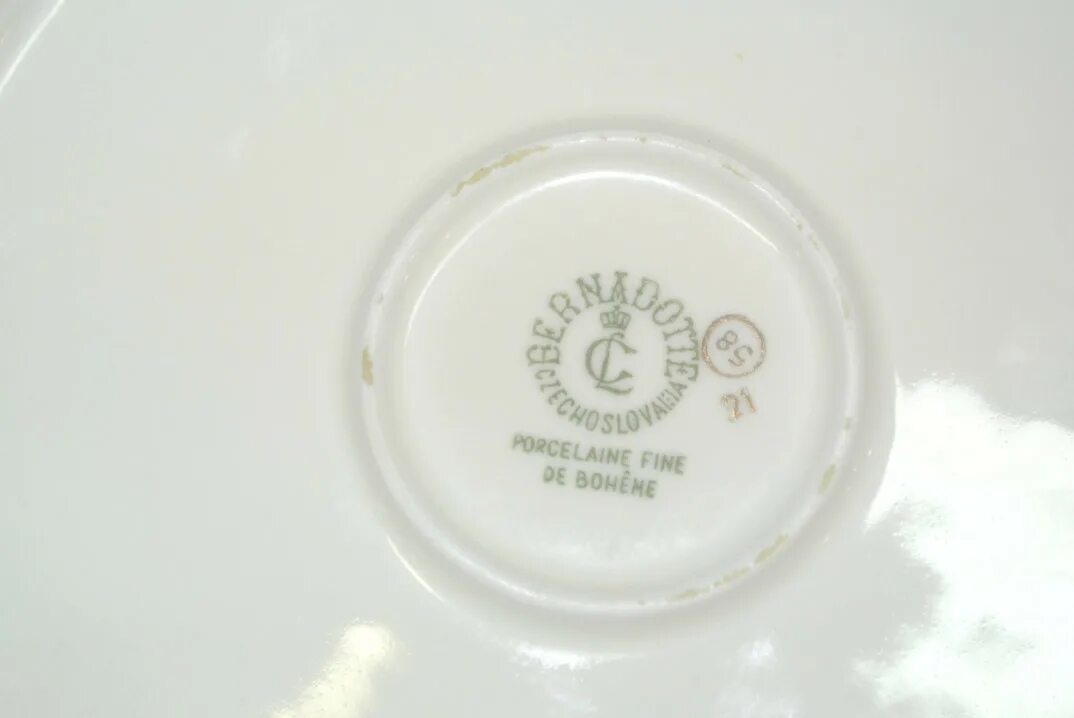 BERNADOTTE
CL
CZECHOSLOVAKIA
PORCELAINE FINE
DE BOHÊME
58
21